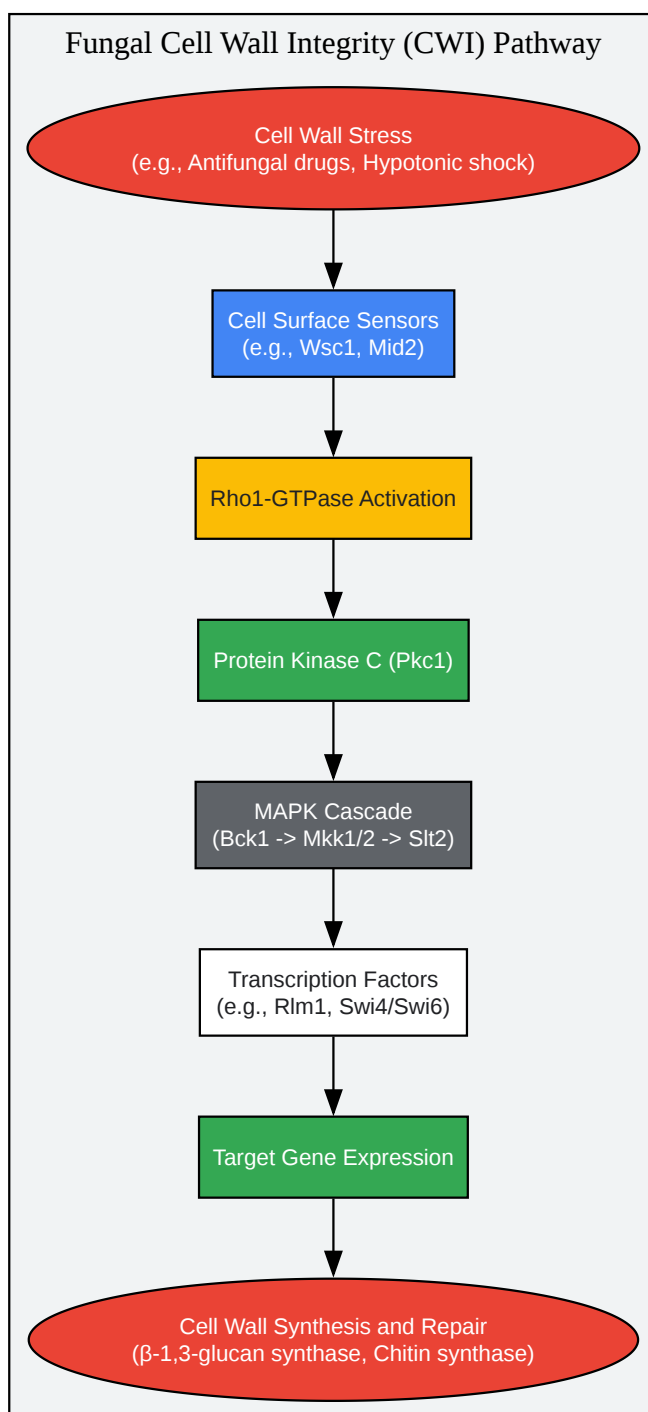 Fungal Cell Wall Integrity (CWI) Pathway
Cell Wall Stress
(e.g., Antifungal drugs, Hypotonic shock)
Cell Surface Sensors
(e.g., Wsc1, Mid2)
Rho1-GTPase Activation
Protein Kinase C (Pkc1)
MAPK Cascade
(Bck1 -> Mkk1/2 -> Slt2)
Transcription Factors
(e.g., Rlm1, Swi4/Swi6)
Target Gene Expression
Cell Wall Synthesis and Repair
(β-1,3-glucan synthase, Chitin synthase)